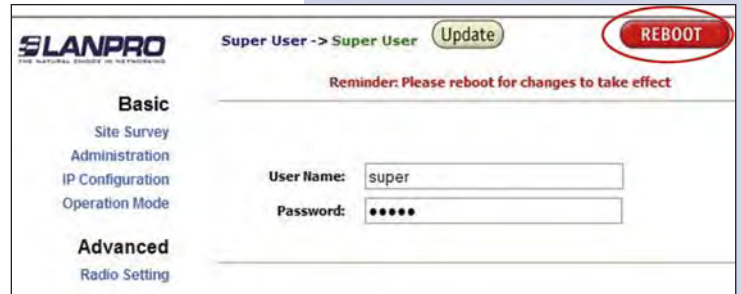 LANPRO
THE NATURAL CHOICE IN NETWORKING
Super User -> Super User Update REBOOT
Reminder: Please reboot for changes to take effect
Basic
Site Survey
Administration
IP Configuration
Operation Mode
User Name: super
Password: •••••
Advanced
Radio Setting